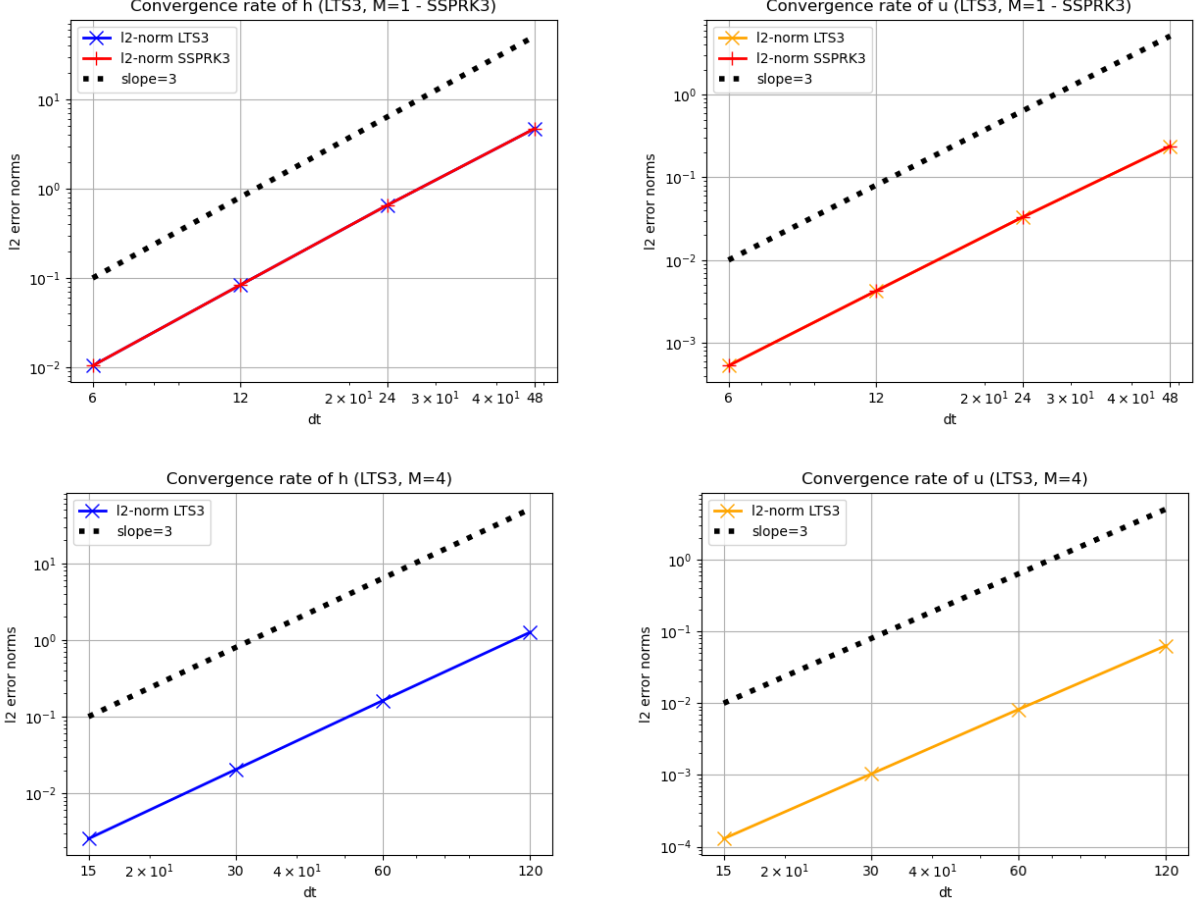 Convergence rate of h (LTS3, M=1 - SSPRK3)
l2-norm LTS3
l2-norm SSPRK3
slope=3
l2 error norms
10^1
10^0
10^−1
10^−2
6 12 2 × 10^1 24 3 × 10^1 4 × 10^1 48
dt
Convergence rate of u (LTS3, M=1 - SSPRK3)
l2-norm LTS3
l2-norm SSPRK3
slope=3
l2 error norms
10^0
10^−1
10^−2
10^−3
6 12 2 × 10^1 24 3 × 10^1 4 × 10^1 48
dt
Convergence rate of h (LTS3, M=4)
l2-norm LTS3
slope=3
l2 error norms
10^1
10^0
10^−1
10^−2
15 2 × 10^1 30 4 × 10^1 60 120
dt
Convergence rate of u (LTS3, M=4)
l2-norm LTS3
slope=3
l2 error norms
10^0
10^−1
10^−2
10^−3
10^−4
15 2 × 10^1 30 4 × 10^1 60 120
dt